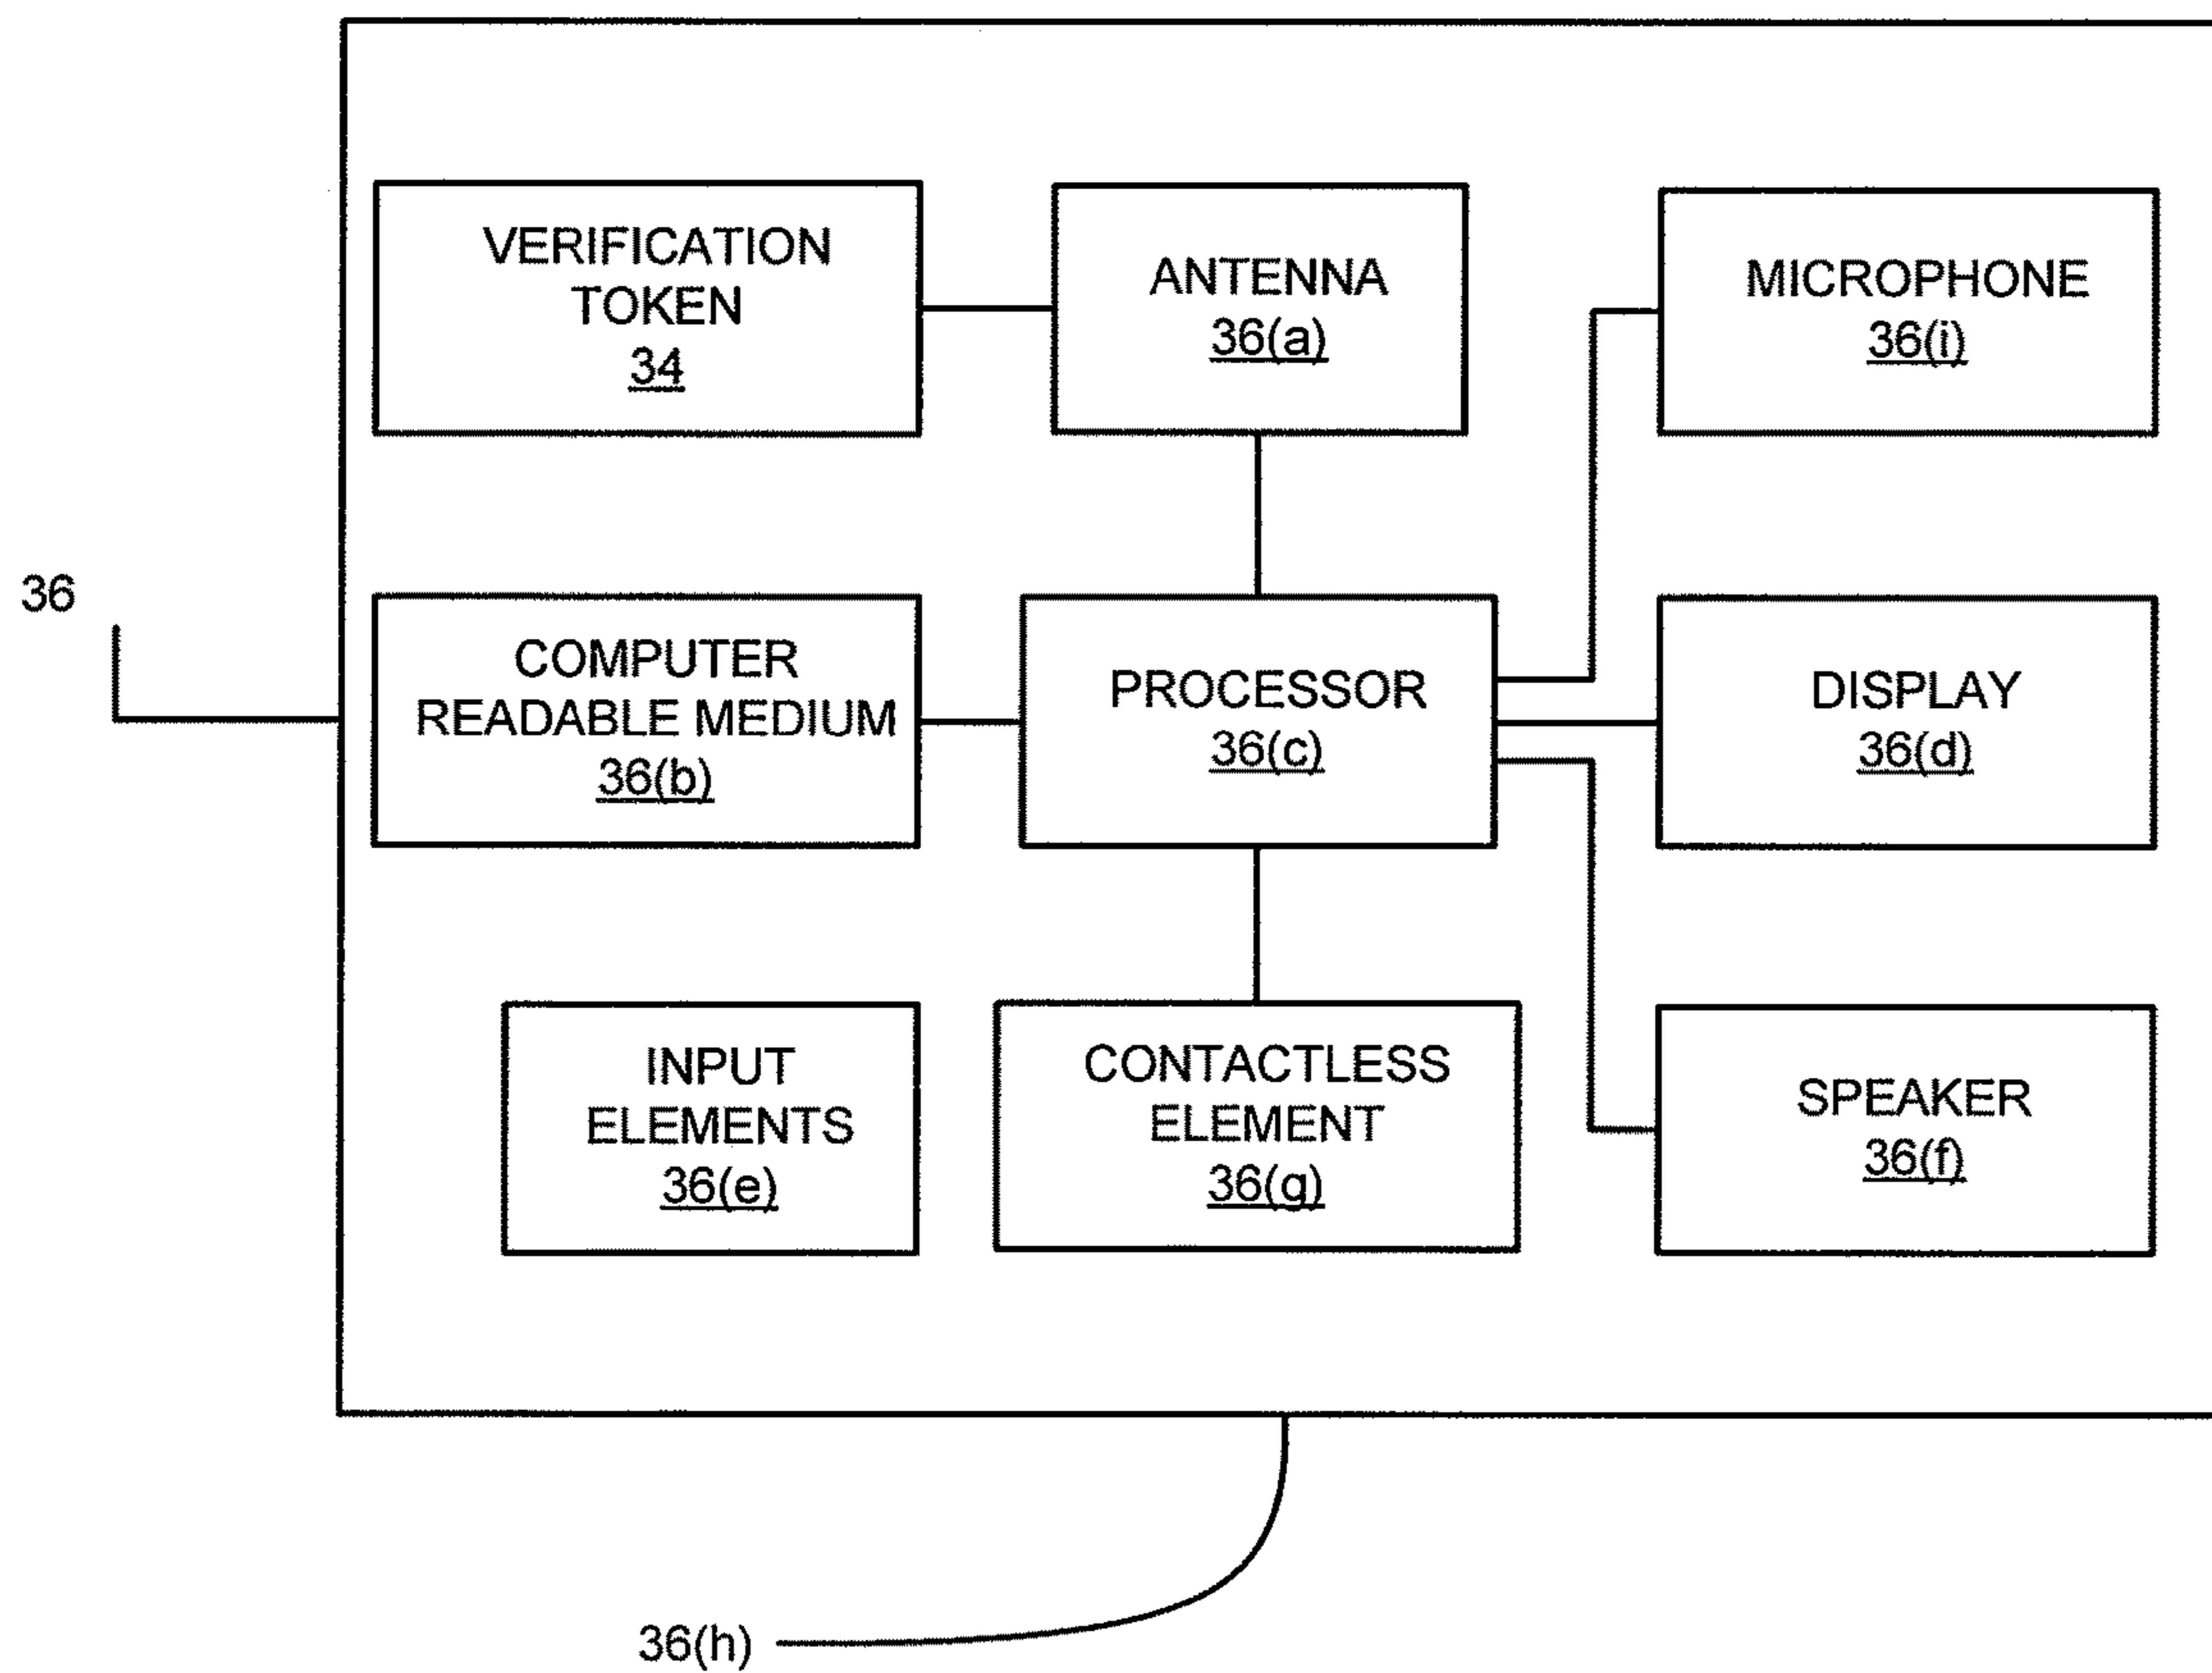 VERIFICATION
TOKEN
34
ANTENNA
36(a)
MICROPHONE
36(i)
36
COMPUTER
READABLE MEDIUM
36(b)
PROCESSOR
36(c)
DISPLAY
36(d)
INPUT
ELEMENTS
36(e)
CONTACTLESS
ELEMENT
36(g)
SPEAKER
36(f)
36(h)